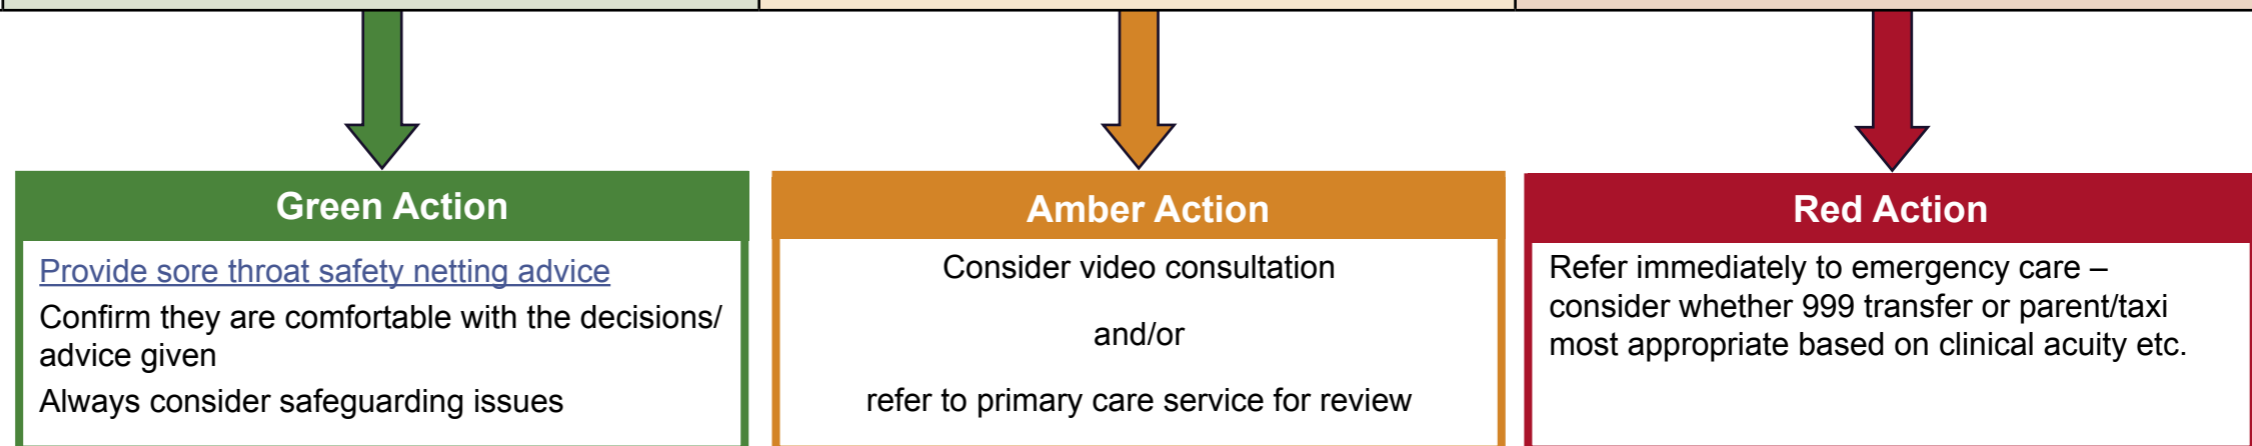 Green Action
Provide sore throat safety netting advice
Confirm they are comfortable with the decisions/
advice given
Always consider safeguarding issues
Amber Action
Consider video consultation
and/or
refer to primary care service for review
Red Action
Refer immediately to emergency care –
consider whether 999 transfer or parent/taxi
most appropriate based on clinical acuity etc.